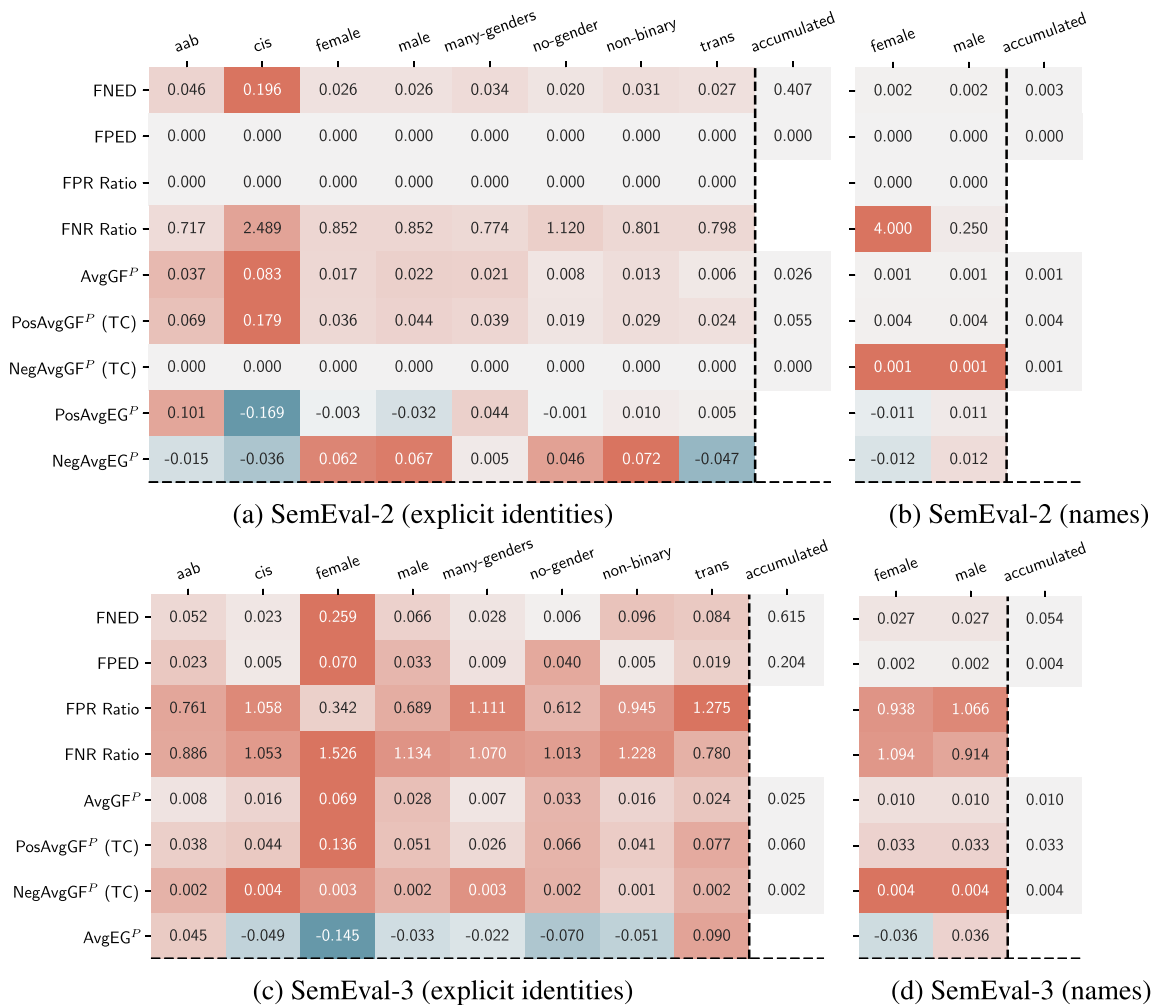 aab cis female male many-genders no-gender non-binary trans accumulated female male accumulated
FNED 0.046 0.196 0.026 0.026 0.034 0.020 0.031 0.027 0.407 0.002 0.002 0.003
FPED 0.000 0.000 0.000 0.000 0.000 0.000 0.000 0.000 0.000 0.000 0.000 0.000
FPR Ratio 0.000 0.000 0.000 0.000 0.000 0.000 0.000 0.000 0.000 0.000
FNR Ratio 0.717 2.489 0.852 0.852 0.774 1.120 0.801 0.798 4.000 0.250
AvgGF^P 0.037 0.083 0.017 0.022 0.021 0.008 0.013 0.006 0.026 0.001 0.001 0.001
PosAvgGF^P (TC) 0.069 0.179 0.036 0.044 0.039 0.019 0.029 0.024 0.055 0.004 0.004 0.004
NegAvgGF^P (TC) 0.000 0.000 0.000 0.000 0.000 0.000 0.000 0.000 0.000 0.001 0.001 0.001
PosAvgEG^P 0.101 -0.169 -0.003 -0.032 0.044 -0.001 0.010 0.005 -0.011 0.011
NegAvgEG^P -0.015 -0.036 0.062 0.067 0.005 0.046 0.072 -0.047 -0.012 0.012
(a) SemEval-2 (explicit identities) (b) SemEval-2 (names)
aab cis female male many-genders no-gender non-binary trans accumulated female male accumulated
FNED 0.052 0.023 0.259 0.066 0.028 0.006 0.096 0.084 0.615 0.027 0.027 0.054
FPED 0.023 0.005 0.070 0.033 0.009 0.040 0.005 0.019 0.204 0.002 0.002 0.004
FPR Ratio 0.761 1.058 0.342 0.689 1.111 0.612 0.945 1.275 0.938 1.066
FNR Ratio 0.886 1.053 1.526 1.134 1.070 1.013 1.228 0.780 1.094 0.914
AvgGF^P 0.008 0.016 0.069 0.028 0.007 0.033 0.016 0.024 0.025 0.010 0.010 0.010
PosAvgGF^P (TC) 0.038 0.044 0.136 0.051 0.026 0.066 0.041 0.077 0.060 0.033 0.033 0.033
NegAvgGF^P (TC) 0.002 0.004 0.003 0.002 0.003 0.002 0.001 0.002 0.002 0.004 0.004 0.004
AvgEG^P 0.045 -0.049 -0.145 -0.033 -0.022 -0.070 -0.051 0.090 -0.036 0.036
(c) SemEval-3 (explicit identities) (d) SemEval-3 (names)